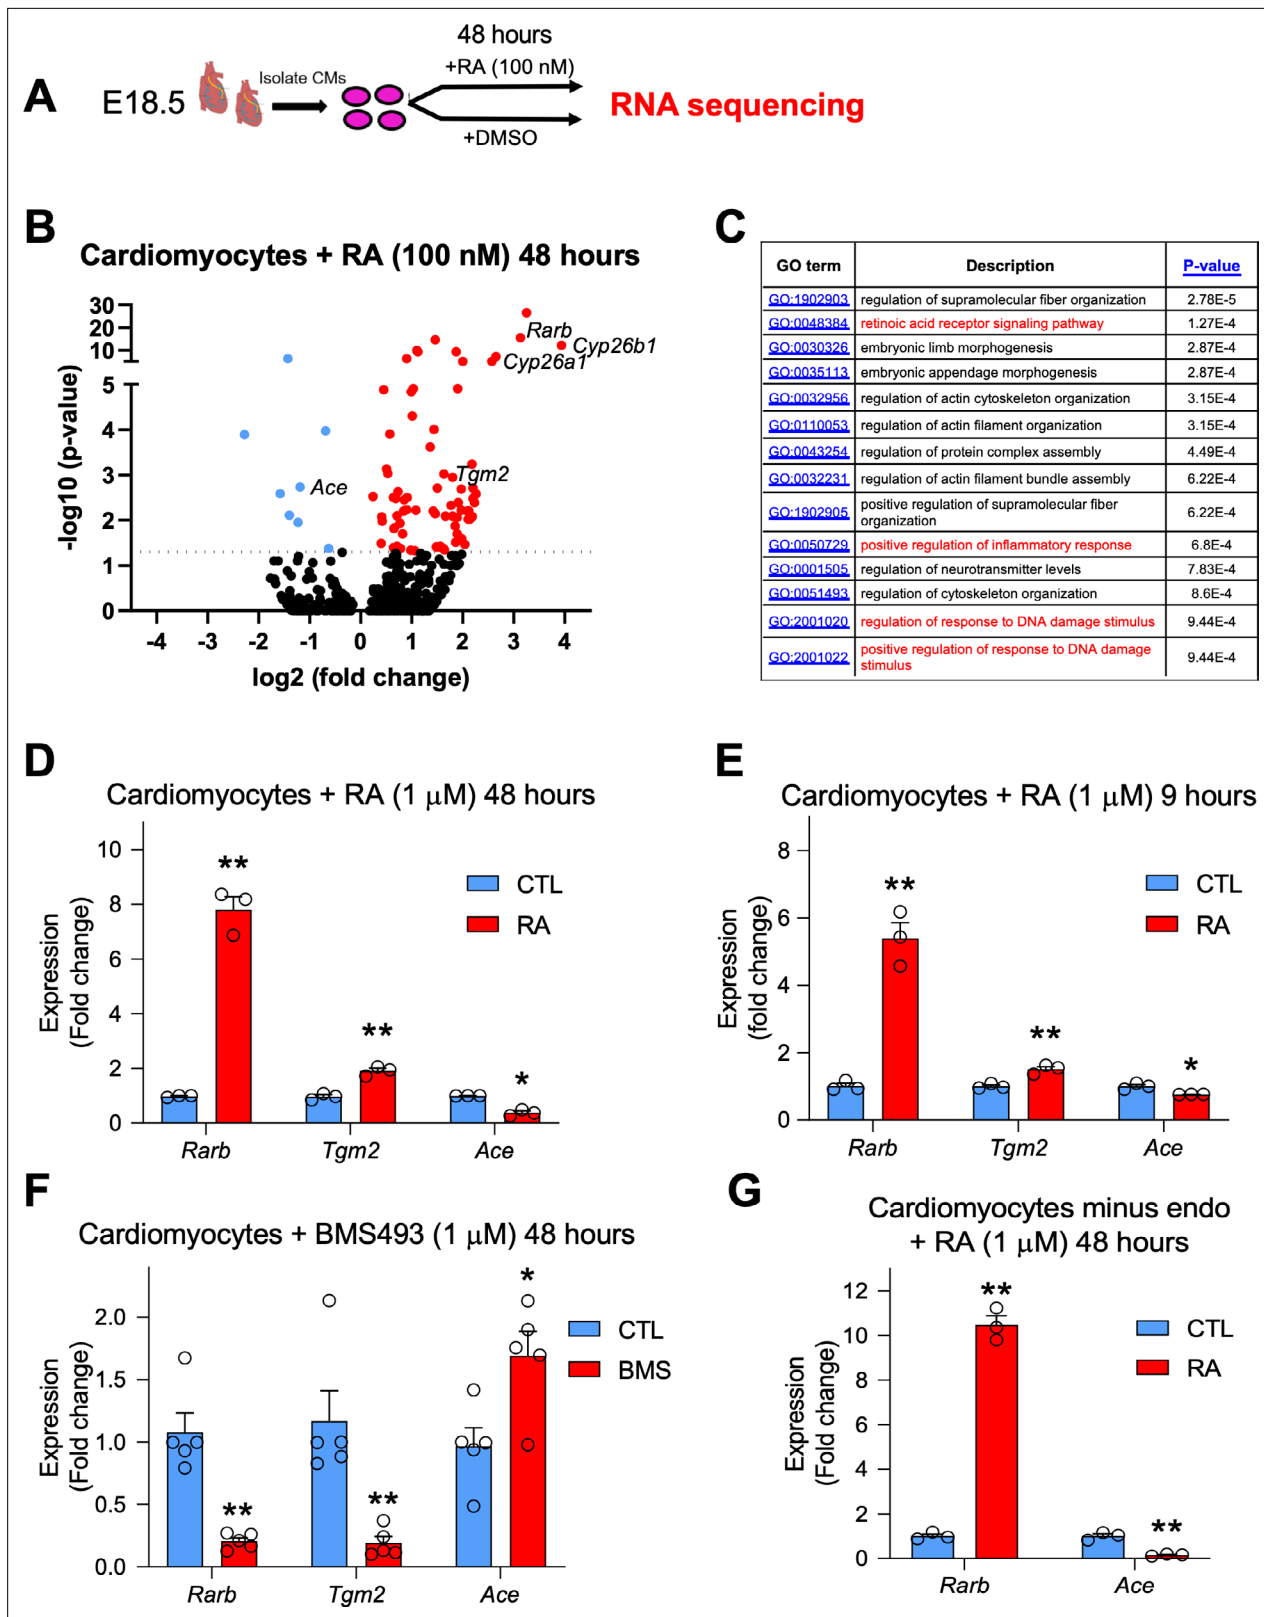 A
E18.5
Isolate CMs
48 hours
+RA (100 nM)
+DMSO
RNA sequencing
B
Cardiomyocytes + RA (100 nM) 48 hours
-log10 (p-value)
30
20
10
5
4
3
2
1
0
Rarb
Cyp26b1
Cyp26a1
Tgm2
Ace
-4 -3 -2 -1 0 1 2 3 4
log2 (fold change)
C
GO term Description P-value
GO:1902903 regulation of supramolecular fiber organization 2.78E-5
GO:0048384 retinoic acid receptor signaling pathway 1.27E-4
GO:0030326 embryonic limb morphogenesis 2.87E-4
GO:0035113 embryonic appendage morphogenesis 2.87E-4
GO:0032956 regulation of actin cytoskeleton organization 3.15E-4
GO:0110053 regulation of actin filament organization 3.15E-4
GO:0043254 regulation of protein complex assembly 4.49E-4
GO:0032231 regulation of actin filament bundle assembly 6.22E-4
GO:1902905 positive regulation of supramolecular fiber organization 6.22E-4
GO:0050729 positive regulation of inflammatory response 6.8E-4
GO:0001505 regulation of neurotransmitter levels 7.83E-4
GO:0051493 regulation of cytoskeleton organization 8.6E-4
GO:2001020 regulation of response to DNA damage stimulus 9.44E-4
GO:2001022 positive regulation of response to DNA damage stimulus 9.44E-4
D
Cardiomyocytes + RA (1 μM) 48 hours
Expression
(Fold change)
10
8
6
4
2
0
** ** *
CTL
RA
Rarb Tgm2 Ace
E
Cardiomyocytes + RA (1 μM) 9 hours
Expression
(fold change)
8
6
4
2
0
** ** *
CTL
RA
Rarb Tgm2 Ace
F
Cardiomyocytes + BMS493 (1 μM) 48 hours
Expression
(Fold change)
2.0
1.5
1.0
0.5
0.0
** ** *
CTL
BMS
Rarb Tgm2 Ace
G
Cardiomyocytes minus endo
+ RA (1 μM) 48 hours
Expression
(Fold change)
12
10
8
6
4
2
0
** **
CTL
RA
Rarb Ace